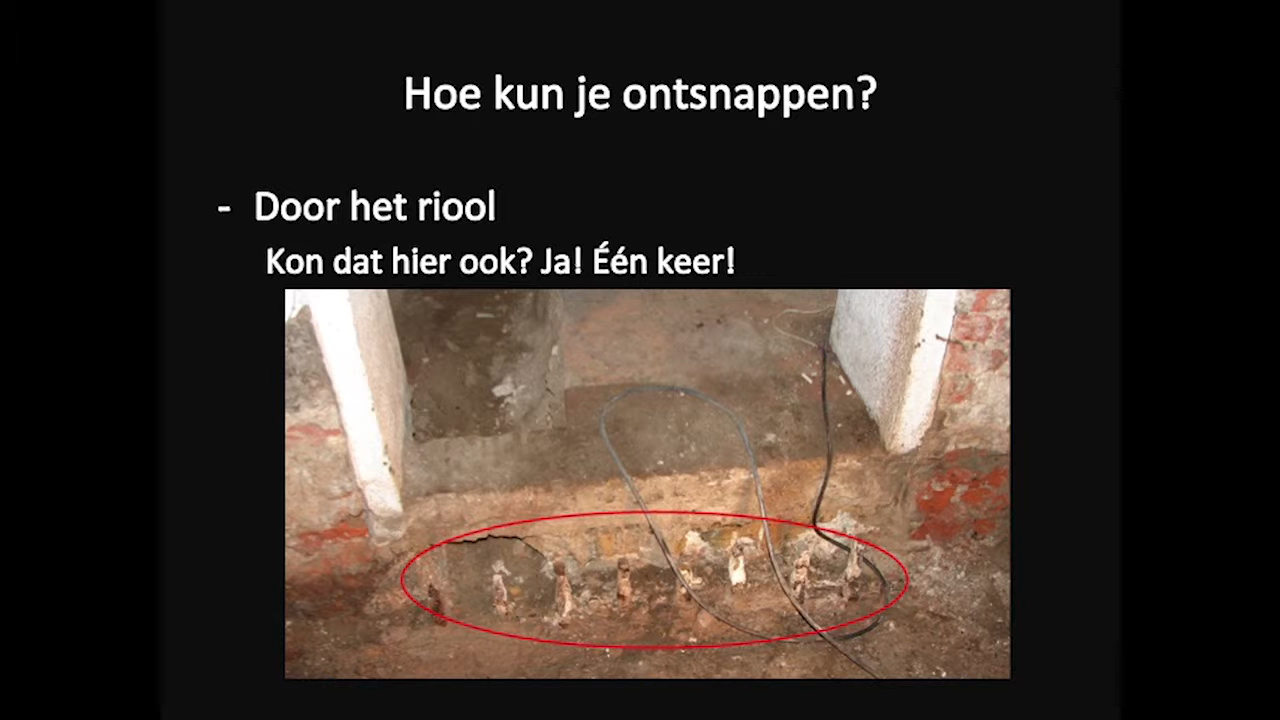 Hoe kun je ontsnappen?
- Door het riool
Kon dat hier ook? Ja! Één keer!